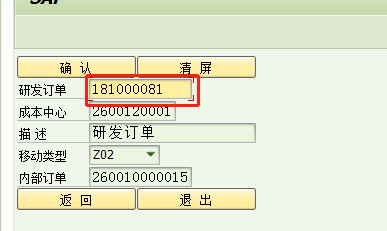 确 认 清 屏
研发订单 181000081
成本中心 2600120001
描 述 研发订单
移动类型 Z02
内部订单 260010000015
返 回 退 出